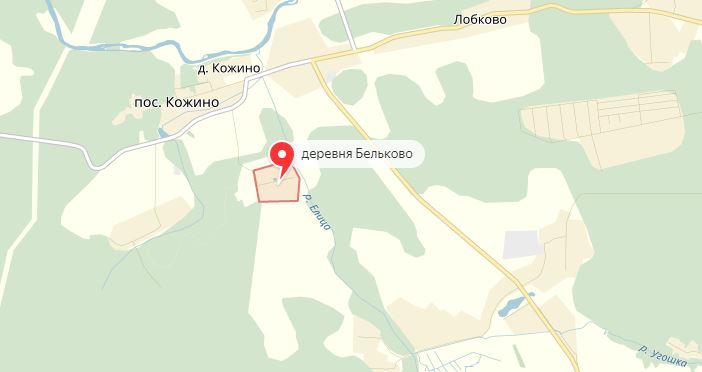 Лобково
д. Кожино
пос. Кожино
деревня Бельково
р. Елица
р. Угошка